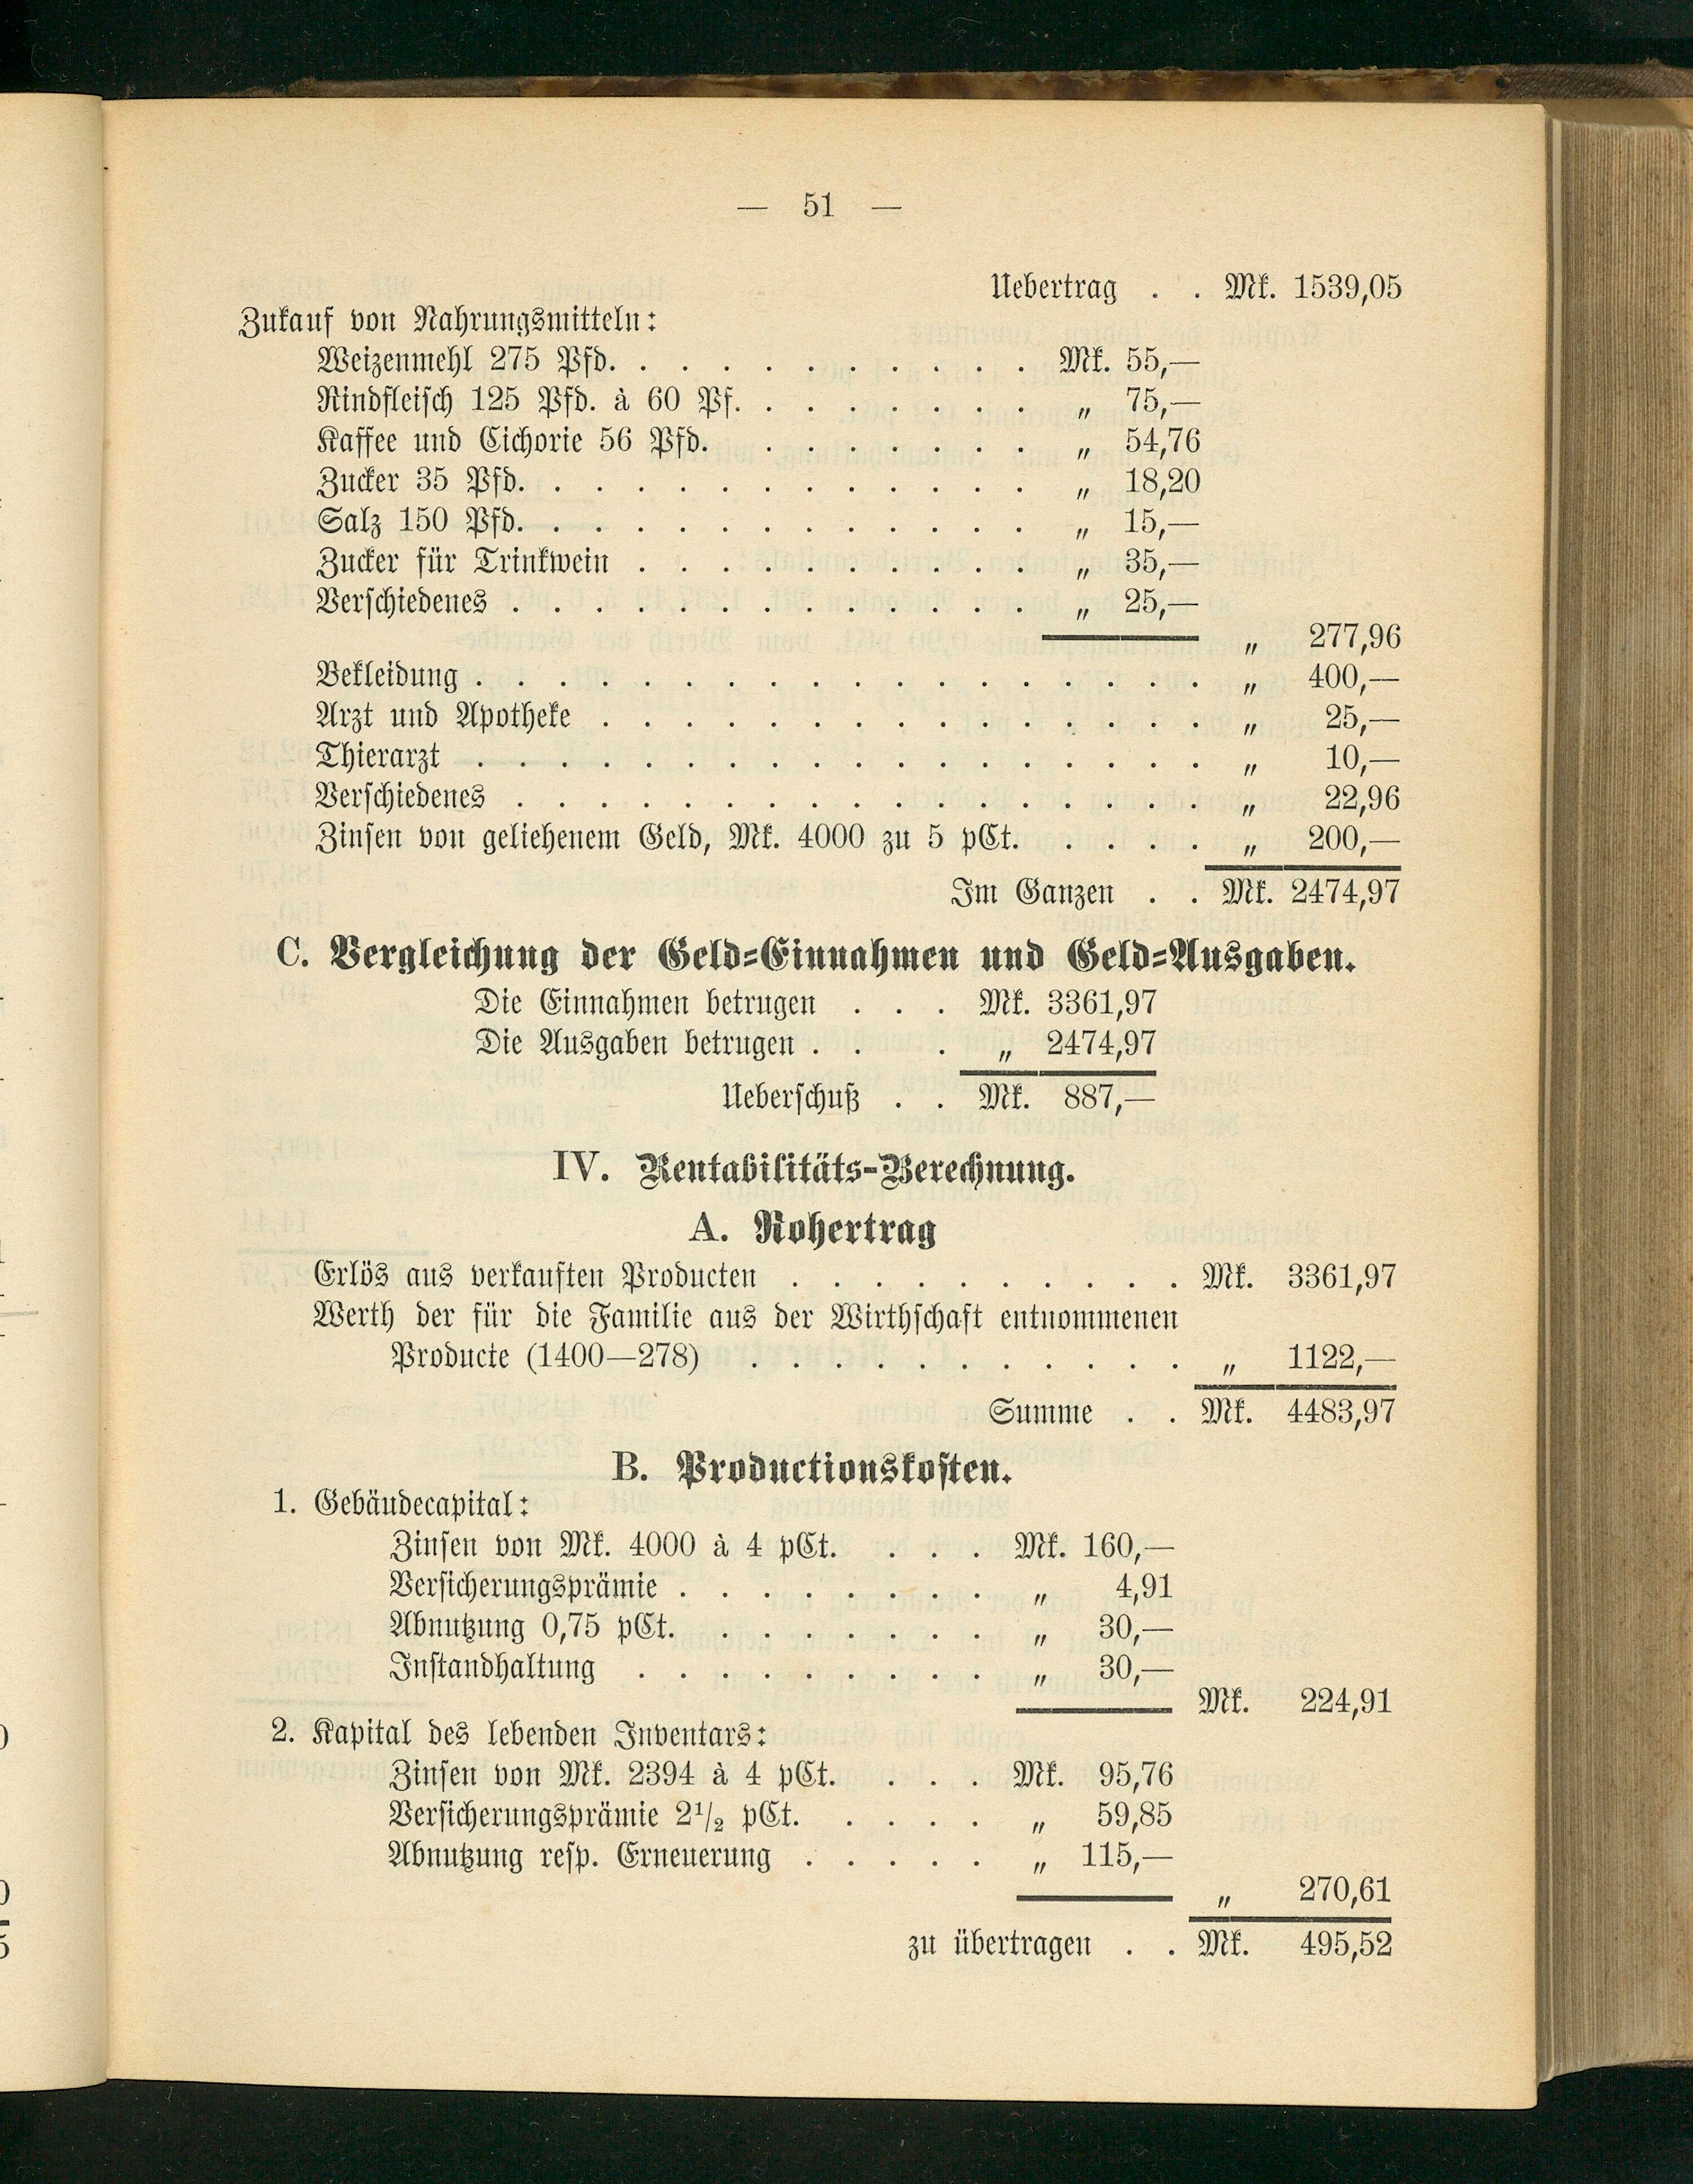 — 51 —
Uebertrag . . Mk. 1539,05
Zukauf von Nahrungsmitteln:
Weizenmehl 275 Pfd. . . . . . . . . . . . Mk. 55,—
Rindfleisch 125 Pfd. à 60 Pf. . . . . . . . „ 75,—
Kaffee und Cichorie 56 Pfd. . . . . . . . „ 54,76
Zucker 35 Pfd. . . . . . . . . . . . . „ 18,20
Salz 150 Pfd. . . . . . . . . . . . . „ 15,—
Zucker für Trinkwein . . . . . . . . . . „ 35,—
Verschiedenes . . . . . . . . . . . . . „ 25,—
„ 277,96
Bekleidung . . . . . . . . . . . . . . . . . . „ 400,—
Arzt und Apotheke . . . . . . . . . . . . . . . „ 25,—
Thierarzt . . . . . . . . . . . . . . . . . . „ 10,—
Verschiedenes . . . . . . . . . . . . . . . . . „ 22,96
Zinsen von geliehenem Geld, Mk. 4000 zu 5 pCt. . . . . „ 200,—
Im Ganzen . . Mk. 2474,97
C. Vergleichung der Geld=Einnahmen und Geld=Ausgaben.
Die Einnahmen betrugen . . . Mk. 3361,97
Die Ausgaben betrugen . . . . „ 2474,97
Ueberschuß . . Mk. 887,—
IV. Rentabilitäts-Berechnung.
A. Rohertrag
Erlös aus verkauften Producten . . . . . . . . . . Mk. 3361,97
Werth der für die Familie aus der Wirthschaft entnommenen
Producte (1400—278) . . . . . . . . . . . „ 1122,—
Summe . . Mk. 4483,97
B. Productionskosten.
1. Gebäudecapital:
Zinsen von Mk. 4000 à 4 pCt. . . . Mk. 160,—
Versicherungsprämie . . . . . . . . „ 4,91
Abnutzung 0,75 pCt. . . . . . . . „ 30,—
Instandhaltung . . . . . . . . . „ 30,—
Mk. 224,91
2. Kapital des lebenden Inventars:
Zinsen von Mk. 2394 à 4 pCt. . . . Mk. 95,76
Versicherungsprämie 2¹/₂ pCt. . . . . „ 59,85
Abnutzung resp. Erneuerung . . . . . „ 115,—
„ 270,61
zu übertragen . . Mk. 495,52